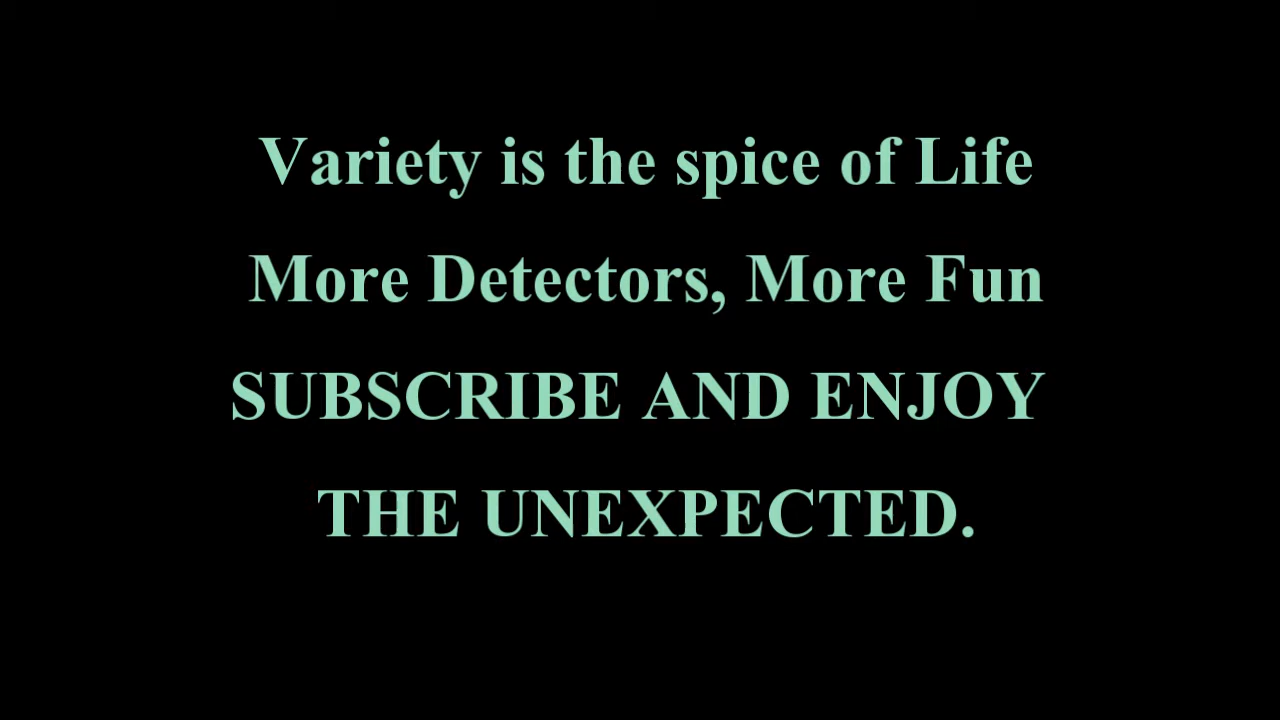 Variety is the spice of Life
More Detectors, More Fun
SUBSCRIBE AND ENJOY
THE UNEXPECTED.